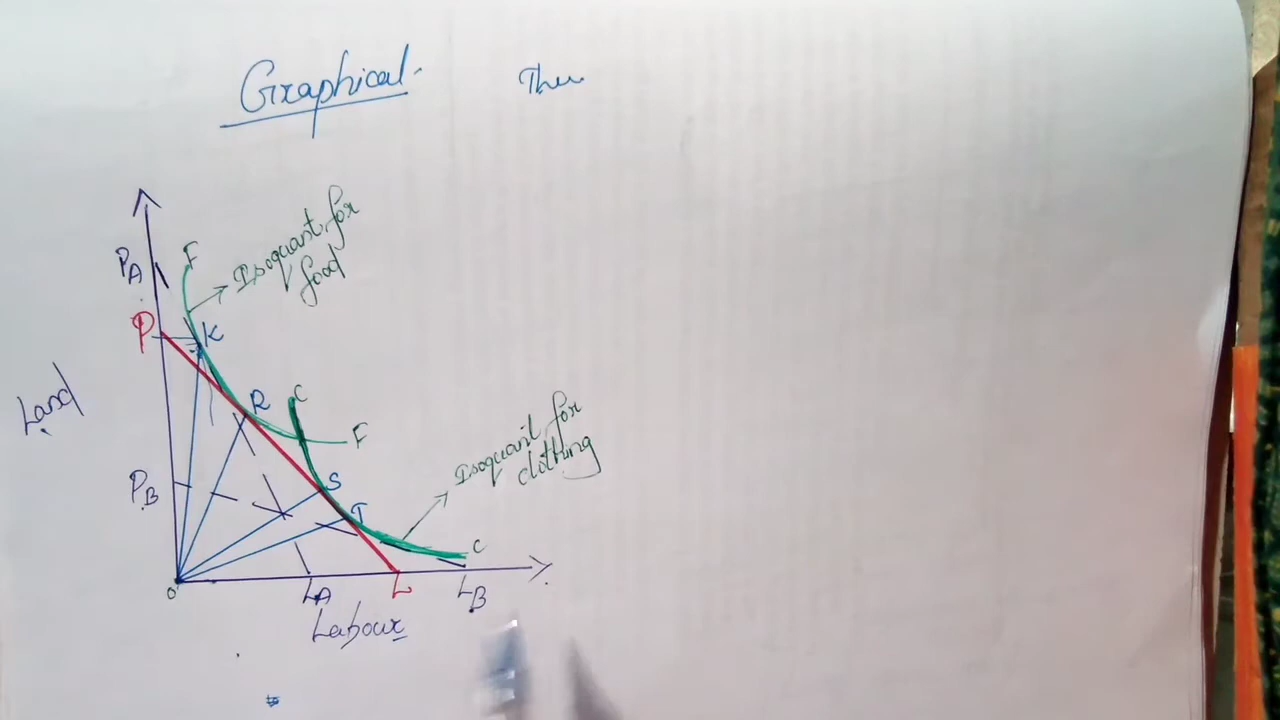 Graphical.
The
PA
F
Isoquant for
food
P
K
Land
R
C
F
Isoquant for
clothing
PB
S
T
C
O
LA
L
LB
Labour